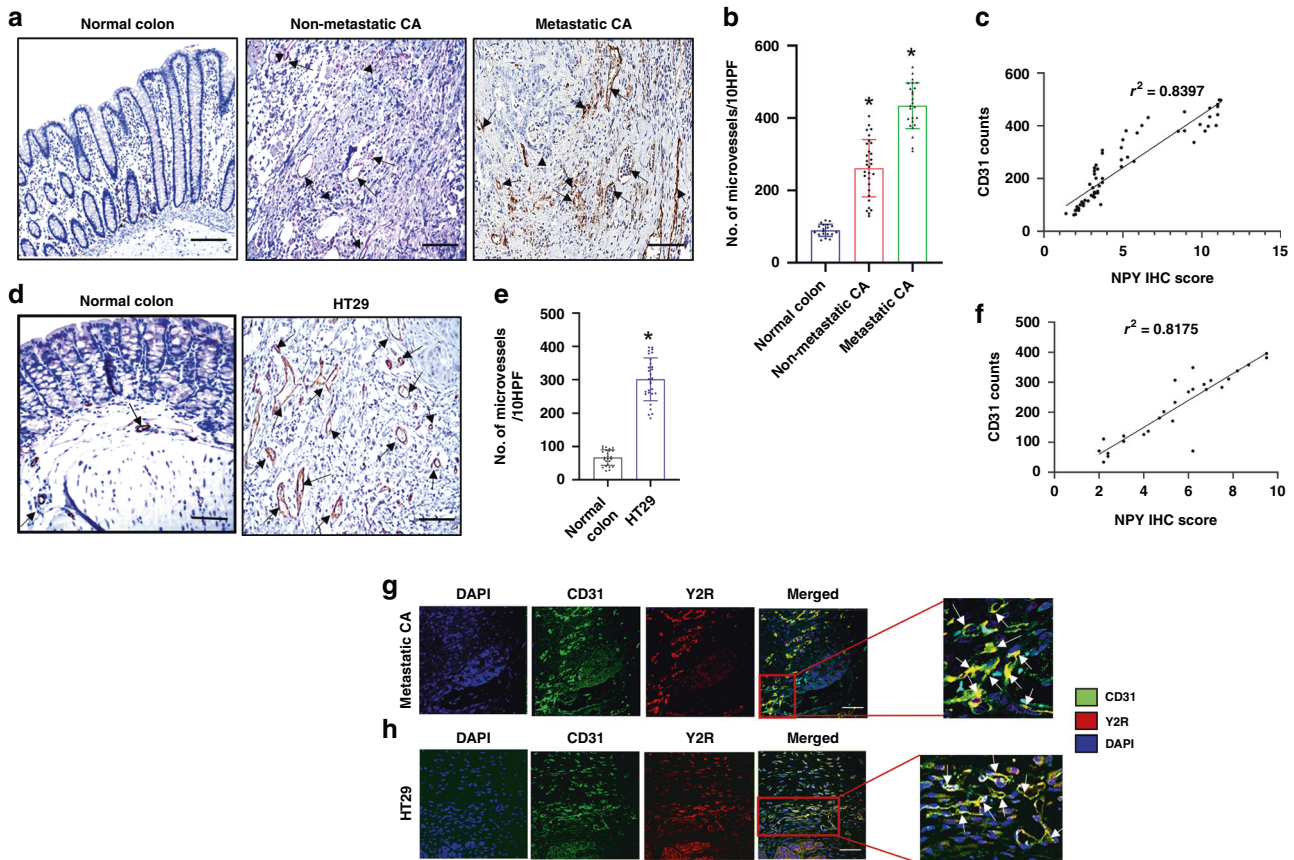 a
Normal colon
Non-metastatic CA
Metastatic CA
b
No. of microvessels/10HPF
600
400
200
0
*
*
Normal colon
Non-metastatic CA
Metastatic CA
c
CD31 counts
600
400
200
0
r² = 0.8397
0
5
10
15
NPY IHC score
d
Normal colon
HT29
e
No. of microvessels
/10HPF
500
400
300
200
100
0
*
Normal
colon
HT29
f
CD31 counts
500
400
300
200
100
0
r² = 0.8175
0
2
4
6
8
10
NPY IHC score
g
DAPI
CD31
Y2R
Merged
Metastatic CA
h
DAPI
CD31
Y2R
Merged
HT29
CD31
Y2R
DAPI